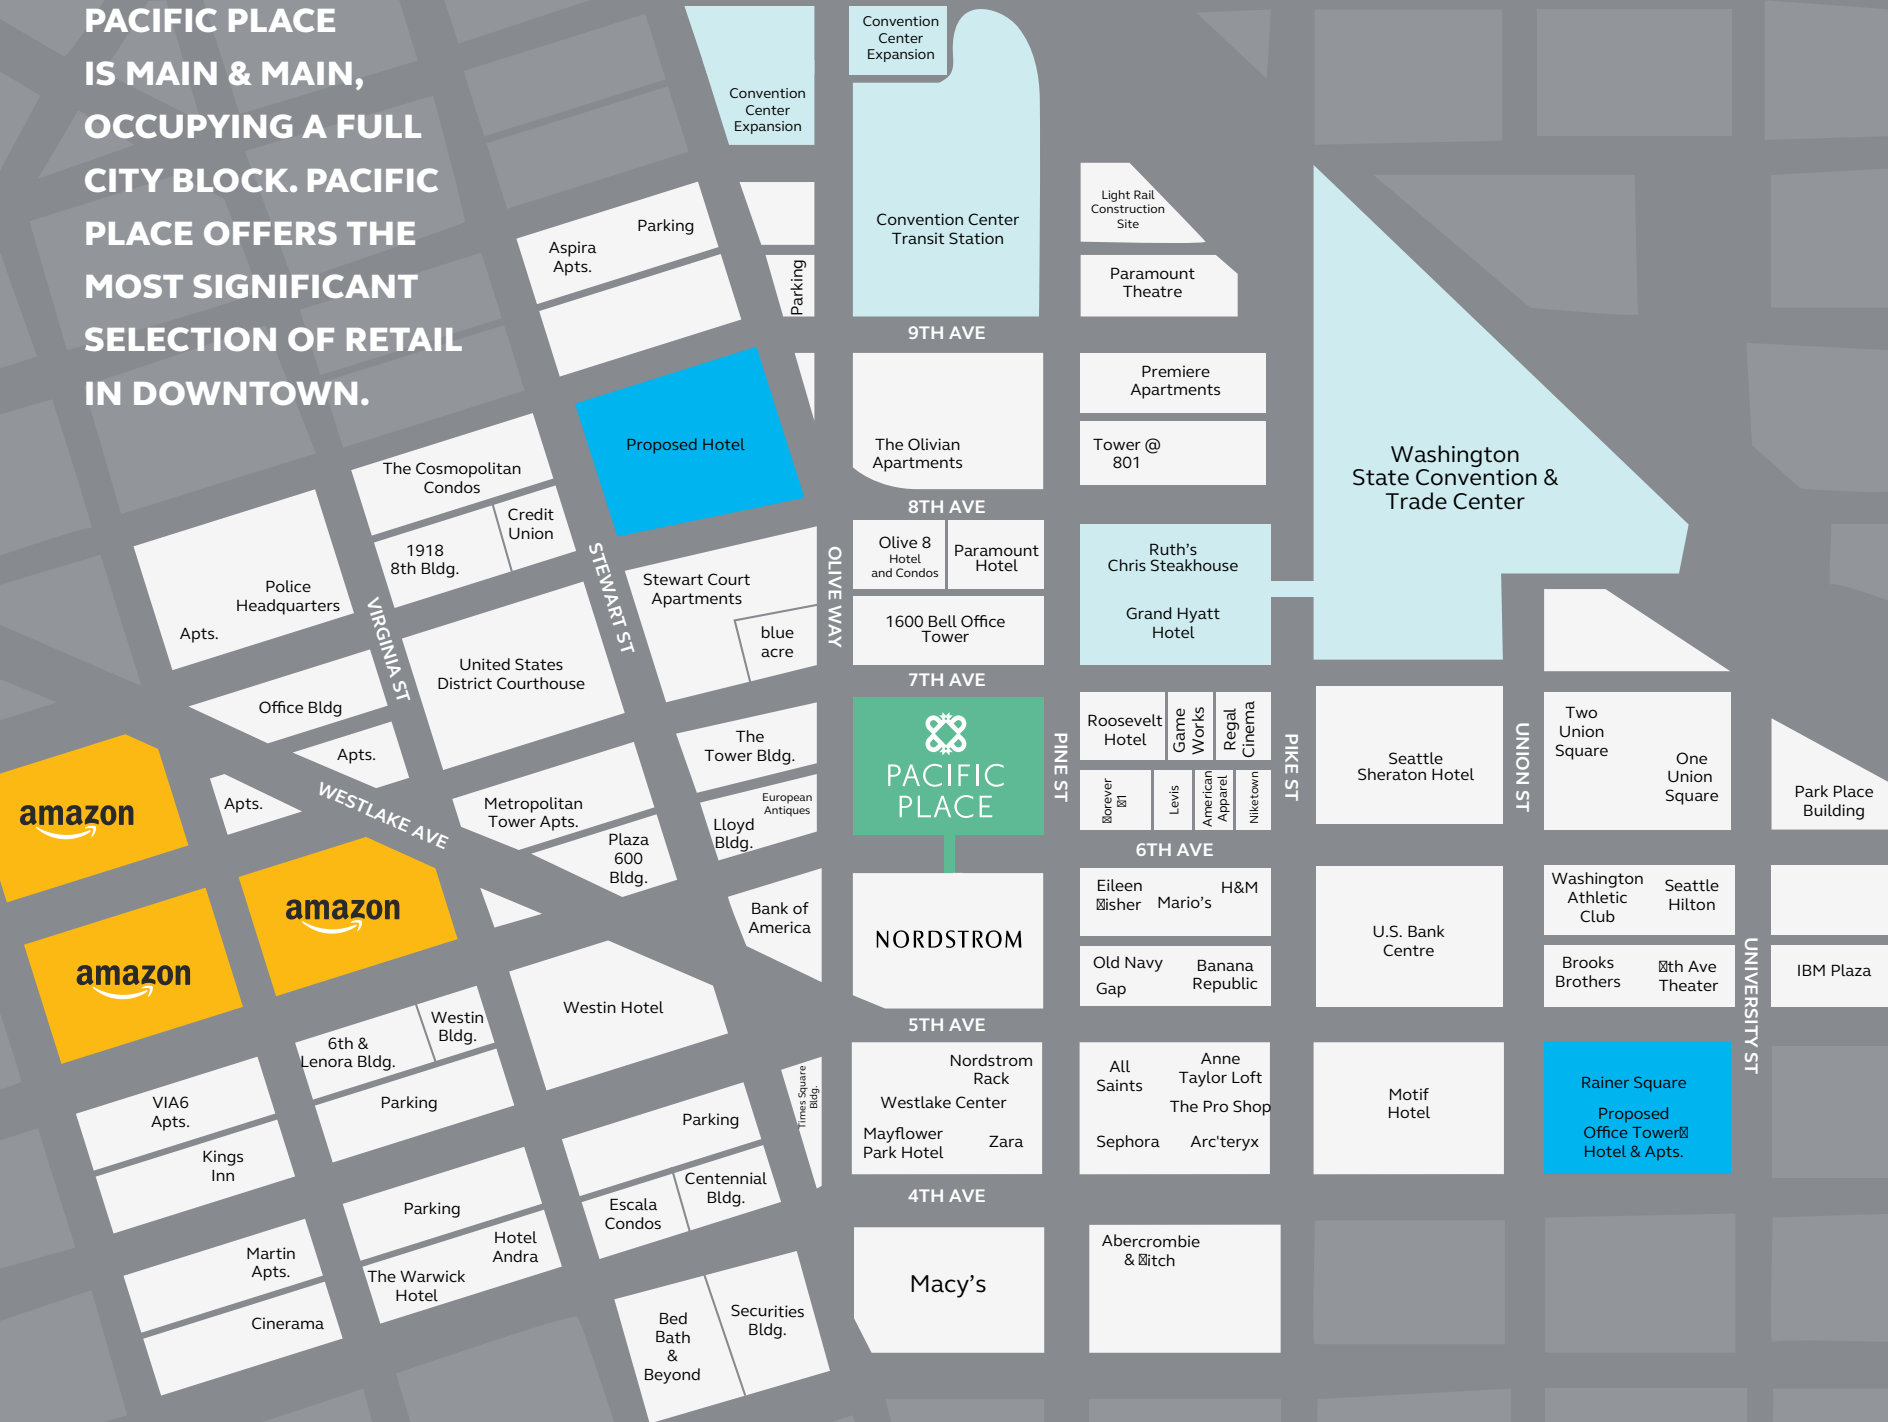 PACIFIC PLACE
IS MAIN & MAIN,
OCCUPYING A FULL
CITY BLOCK. PACIFIC
PLACE OFFERS THE
MOST SIGNIFICANT
SELECTION OF RETAIL
IN DOWNTOWN.
Convention
Center
Expansion
Convention
Center
Expansion
Convention Center
Transit Station
Light Rail
Construction
Site
Paramount
Theatre
Parking
Aspira
Apts.
Parking
9TH AVE
Premiere
Apartments
Proposed Hotel
The Olivian
Apartments
Tower @
801
Washington
State Convention &
Trade Center
The Cosmopolitan
Condos
8TH AVE
Credit
Union
1918
8th Bldg.
STEWART ST
OLIVE WAY
Olive 8
Hotel
and Condos
Paramount
Hotel
Ruth's
Chris Steakhouse
Grand Hyatt
Hotel
Police
Headquarters
Apts.
VIRGINIA ST
Stewart Court
Apartments
blue
acre
1600 Bell Office
Tower
United States
District Courthouse
7TH AVE
Office Bldg
Apts.
The
Tower Bldg.
PACIFIC
PLACE
PINE ST
Roosevelt
Hotel
Game
Works
Regal
Cinema
PIKE ST
Seattle
Sheraton Hotel
UNION ST
Two
Union
Square
One
Union
Square
Park Place
Building
amazon
Apts.
WESTLAKE AVE
Metropolitan
Tower Apts.
European
Antiques
Lloyd
Bldg.
Plaza
600
Bldg.
Levis
American
Apparel
Niketown
6TH AVE
amazon
amazon
Bank of
America
NORDSTROM
Eileen
Mario's
H&M
Old Navy
Gap
Banana
Republic
U.S. Bank
Centre
Washington
Athletic
Club
Seattle
Hilton
Brooks
Brothers
Ave
Theater
UNIVERSITY ST
IBM Plaza
Westin Hotel
Westin
Bldg.
6th &
Lenora Bldg.
5TH AVE
Parking
VIA6
Apts.
Kings
Inn
Parking
Times Square
Bldg.
Nordstrom
Rack
Westlake Center
Mayflower
Park Hotel
Zara
All
Saints
Anne
Taylor Loft
The Pro Shop
Sephora
Arc'teryx
Motif
Hotel
Rainer Square
Proposed
Office Tower
Hotel & Apts.
4TH AVE
Centennial
Bldg.
Escala
Condos
Parking
Hotel
Andra
The Warwick
Hotel
Martin
Apts.
Cinerama
Bed
Bath
&
Beyond
Securities
Bldg.
Macy's
Abercrombie
&